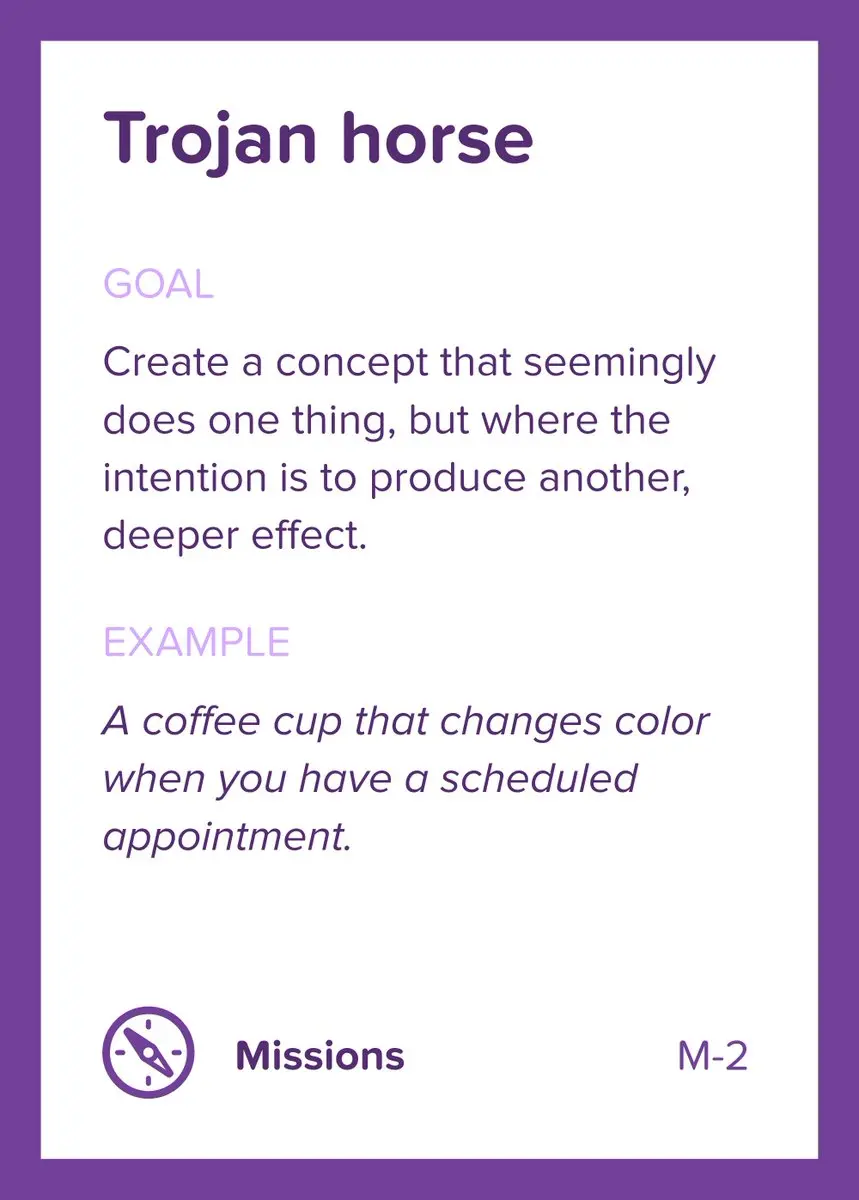 Trojan horse
GOAL
Create a concept that seemingly
does one thing, but where the
intention is to produce another,
deeper effect.
EXAMPLE
A coffee cup that changes color
when you have a scheduled
appointment.
Missions
M-2